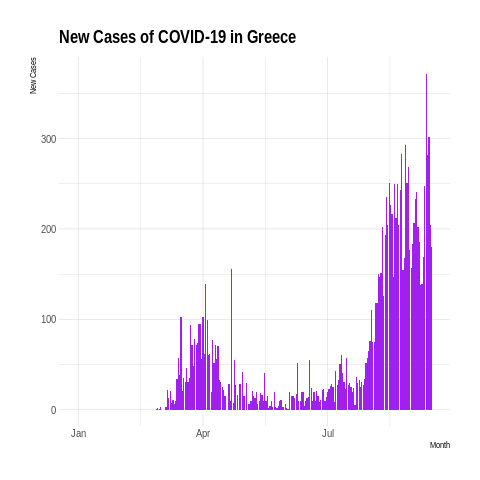 New Cases of COVID-19 in Greece
New Cases
300
200
100
0
Jan Apr Jul
Month